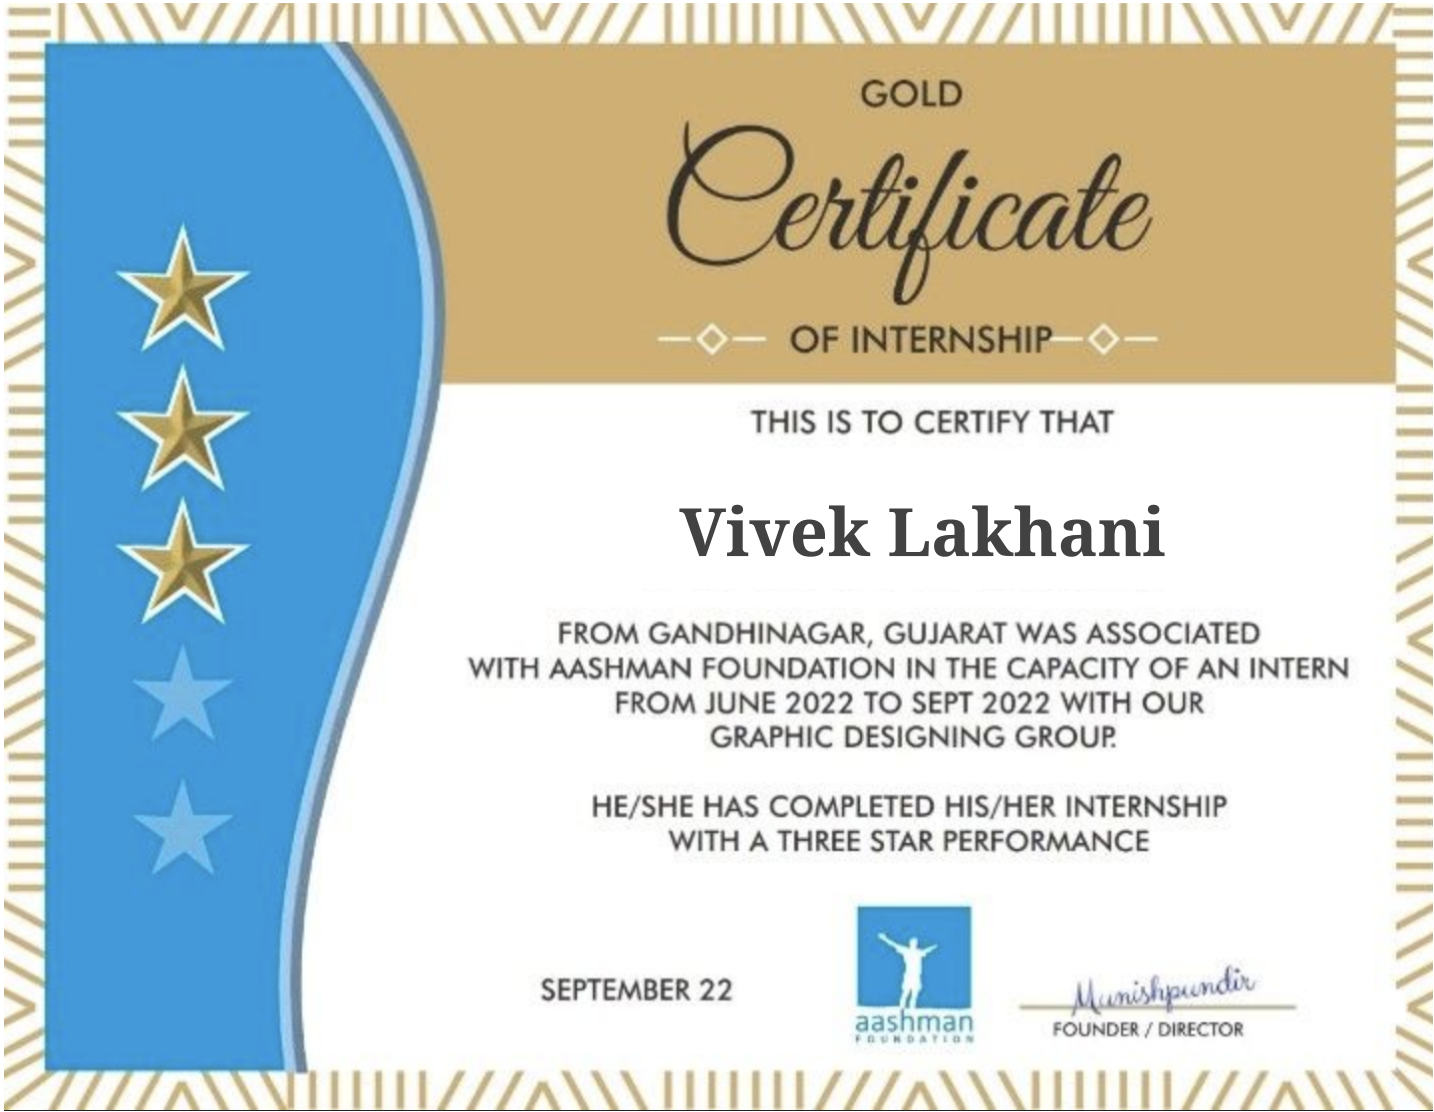 GOLD
Certificate
OF INTERNSHIP
THIS IS TO CERTIFY THAT
Vivek Lakhani
FROM GANDHINAGAR, GUJARAT WAS ASSOCIATED
WITH AASHMAN FOUNDATION IN THE CAPACITY OF AN INTERN
FROM JUNE 2022 TO SEPT 2022 WITH OUR
GRAPHIC DESIGNING GROUP.
HE/SHE HAS COMPLETED HIS/HER INTERNSHIP
WITH A THREE STAR PERFORMANCE
SEPTEMBER 22
aashman
FOUNDATION
Munishpundir
FOUNDER / DIRECTOR